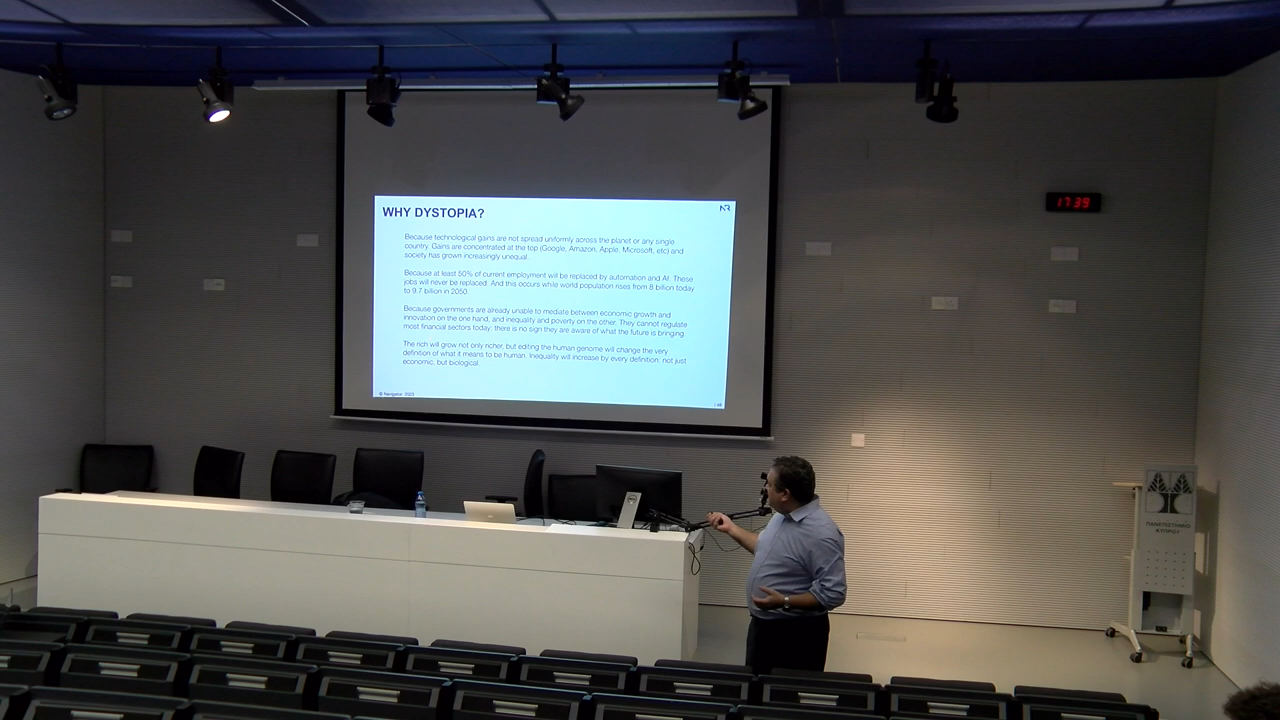 WHY DYSTOPIA?
NR
Because technological gains are not spread uniformly across the planet or any single
country. Gains are concentrated at the top (Google, Amazon, Apple, Microsoft, etc) and
society has grown increasingly unequal.
Because at least 50% of current employment will be replaced by automation and AI. These
jobs will never be replaced. And this occurs while world population rises from 8 billion today
to 9.7 billion in 2050.
Because governments are already unable to mediate between economic growth and
innovation on the one hand, and inequality and poverty on the other. They cannot regulate
most financial sectors today; there is no sign they are aware of what the future is bringing.
The rich will grow not only richer, but editing the human genome will change the very
definition of what it means to be human. Inequality will increase by every definition: not just
economic, but biological.
© Navigator 2023
| 48
17:39
ΠΑΝΕΠΙΣΤΗΜΙΟ
ΚΥΠΡΟΥ